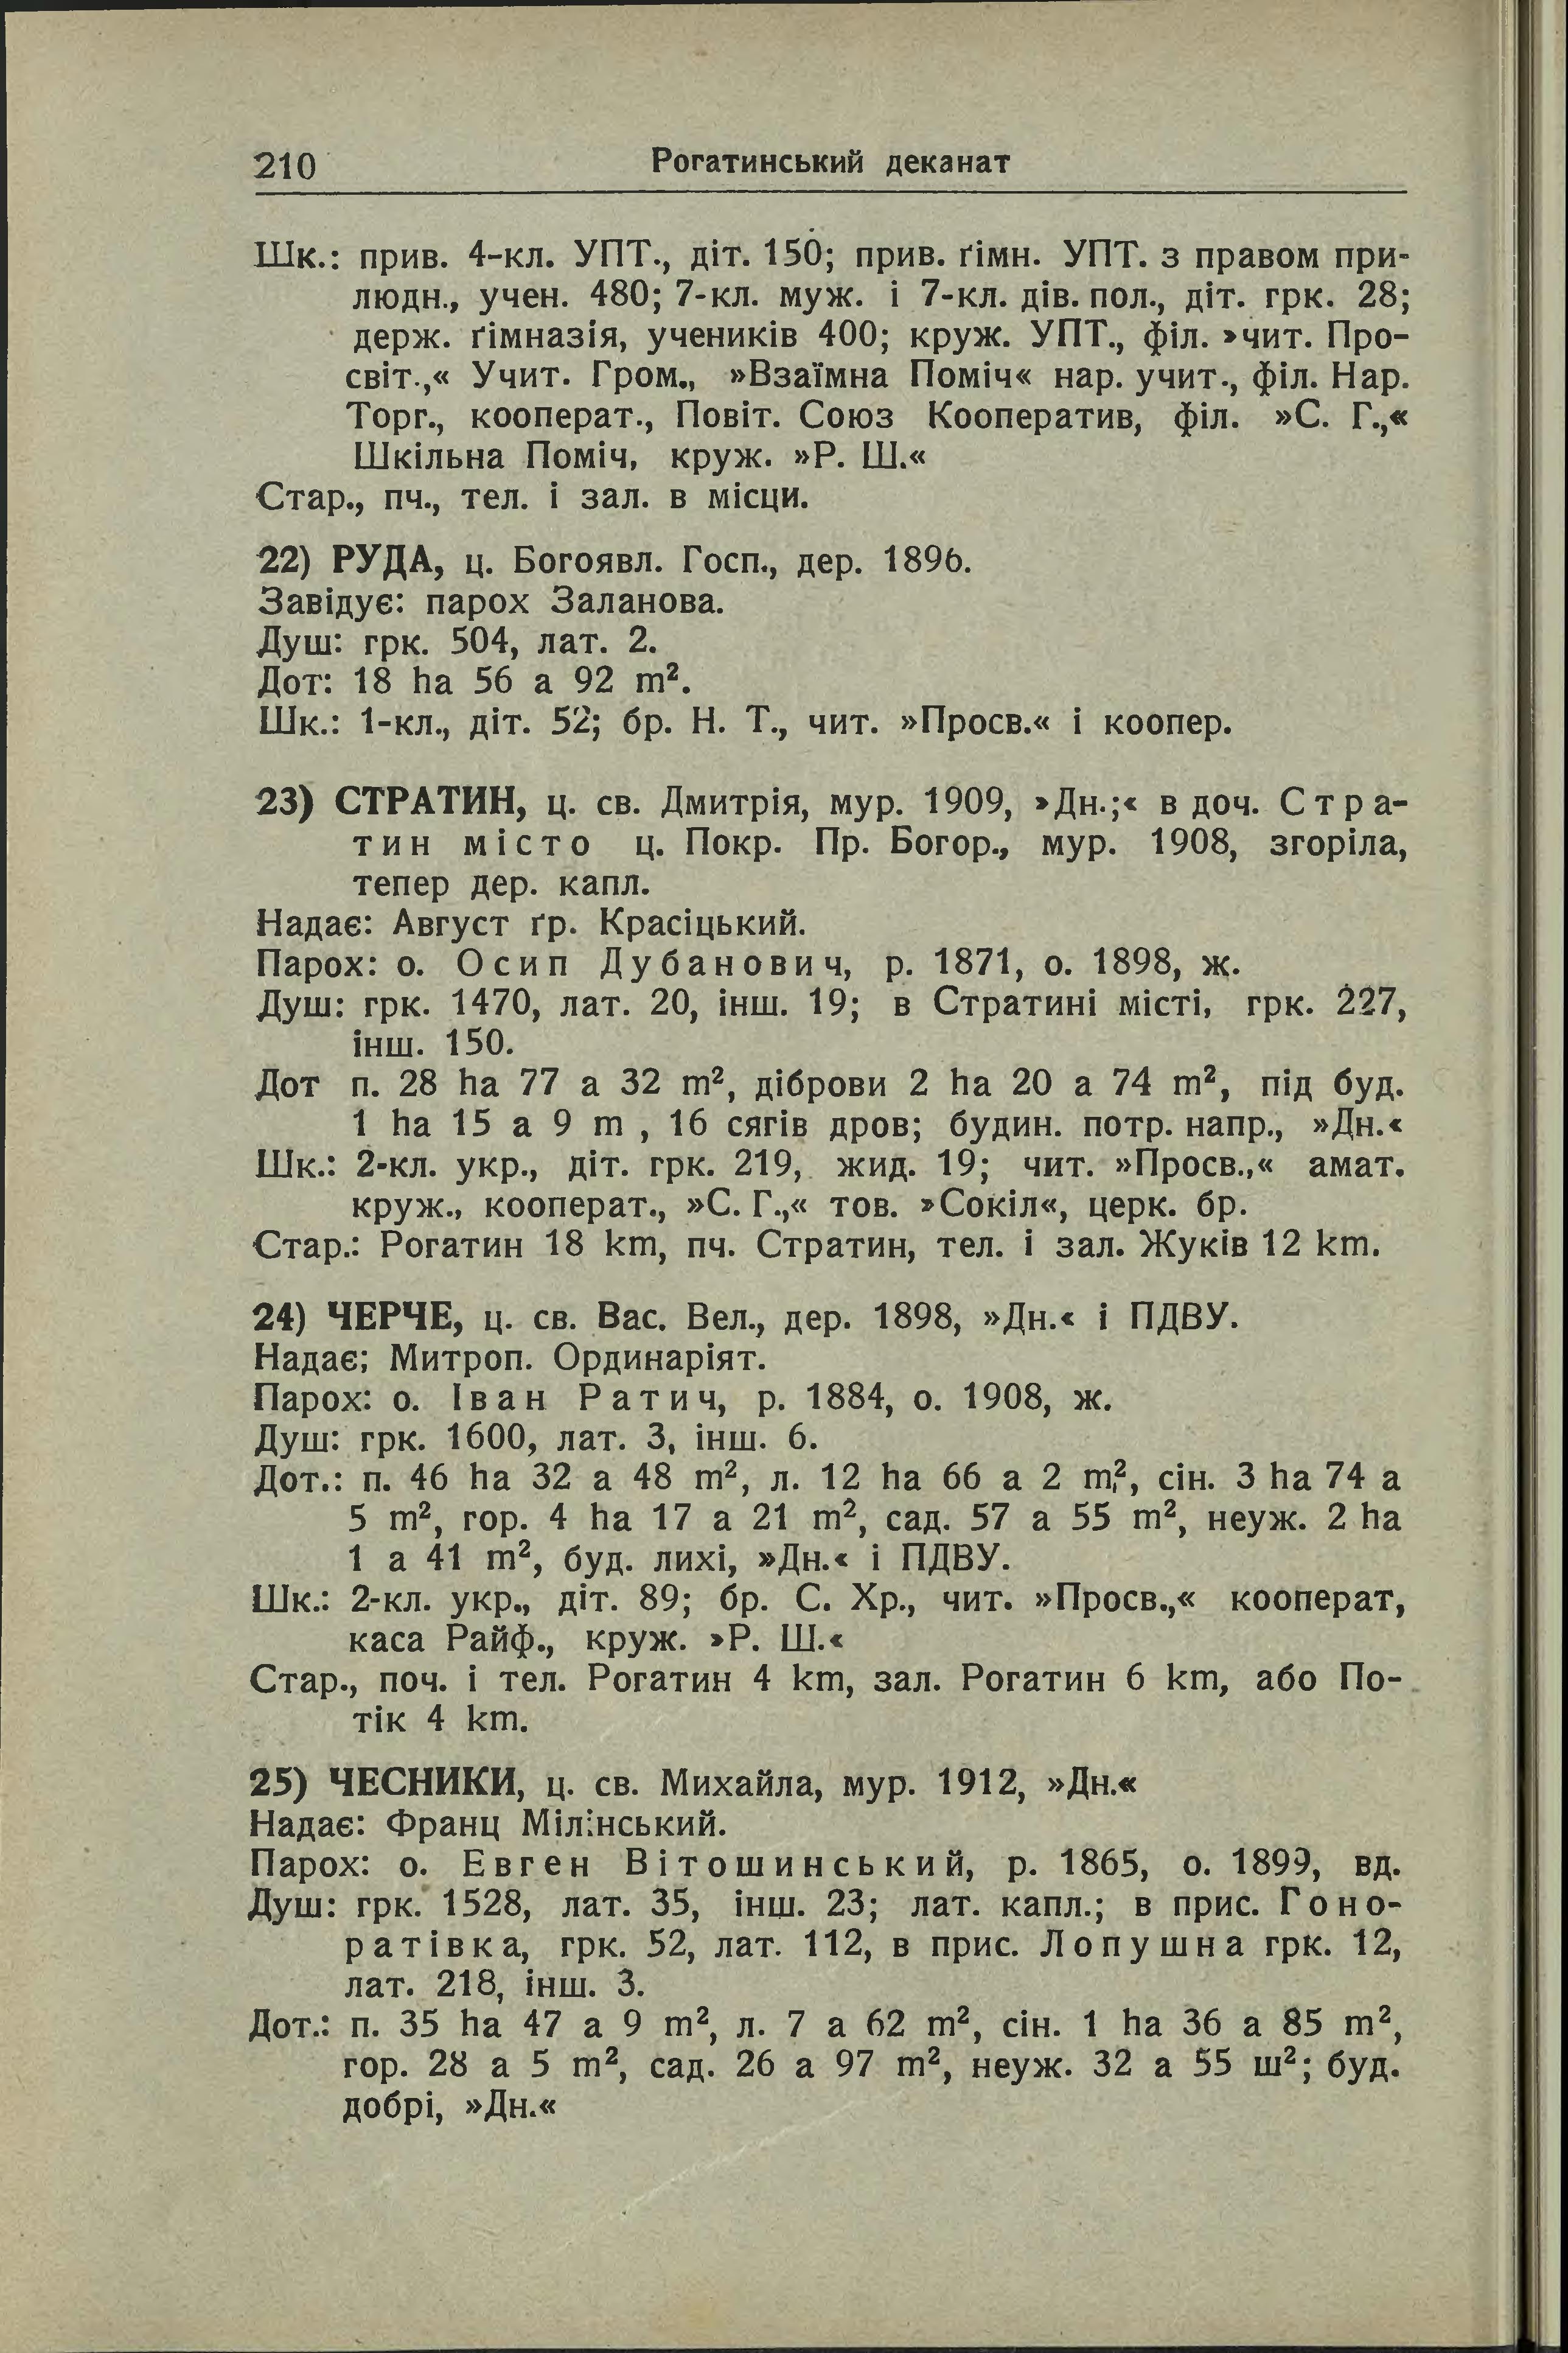 210 Рогатинський деканат
Шк.: прив. 4-кл. УПТ., діт. 150; прив. ґімн. УПТ. з правом при-
людн., учен. 480; 7-кл. муж. і 7-кл. дів. пол., діт. грк. 28;
держ. ґімназія, учеників 400; круж. УПТ., філ. »чит. Про-
світ.,« Учит. Гром., »Взаїмна Поміч« нар. учит., філ. Нар.
Торг., кооперат., Повіт. Союз Кооператив, філ. »С. Г.,«
Шкільна Поміч, круж. »Р. Ш.«
Стар., пч., тел. і зал. в місци.
22) РУДА, ц. Богоявл. Госп., дер. 1896.
Завідує: парох Заланова.
Душ: грк. 504, лат. 2.
Дот: 18 ha 56 a 92 m².
Шк.: 1-кл., діт. 52; бр. Н. Т., чит. »Просв.« і коопер.
23) СТРАТИН, ц. св. Дмитрія, мур. 1909, »Дн.;« в доч. Стра-
тин місто ц. Покр. Пр. Богор., мур. 1908, згоріла,
тепер дер. капл.
Надає: Август ґр. Красіцький.
Парох: о. Осип Дубанович, р. 1871, о. 1898, ж.
Душ: грк. 1470, лат. 20, інш. 19; в Стратині місті, грк. 227,
інш. 150.
Дот п. 28 ha 77 a 32 m², діброви 2 ha 20 a 74 m², під буд.
1 ha 15 a 9 m , 16 сягів дров; будин. потр. напр., »Дн.«
Шк.: 2-кл. укр., діт. грк. 219, жид. 19; чит. »Просв.,« амат.
круж., кооперат., »С. Г.,« тов. »Сокіл«, церк. бр.
Стар.: Рогатин 18 km, пч. Стратин, тел. і зал. Жуків 12 km.
24) ЧЕРЧЕ, ц. св. Вас. Вел., дер. 1898, »Дн.« і ПДВУ.
Надає; Митроп. Ординаріят.
Парох: о. Іван Ратич, р. 1884, о. 1908, ж.
Душ: грк. 1600, лат. 3, інш. 6.
Дот.: п. 46 ha 32 a 48 m², л. 12 ha 66 a 2 m,², сін. 3 ha 74 a
5 m², гор. 4 ha 17 a 21 m², сад. 57 a 55 m², неуж. 2 ha
1 a 41 m², буд. лихі, »Дн.« і ПДВУ.
Шк.: 2-кл. укр., діт. 89; бр. С. Хр., чит. »Просв.,« кооперат,
каса Райф., круж. »Р. Ш.«
Стар., поч. і тел. Рогатин 4 km, зал. Рогатин 6 km, або По-
тік 4 km.
25) ЧЕСНИКИ, ц. св. Михайла, мур. 1912, »Дн.«
Надає: Франц Мілінський.
Парох: о. Евген Вітошинський, р. 1865, о. 1899, вд.
Душ: грк. 1528, лат. 35, інш. 23; лат. капл.; в прис. Гоно-
ратівка, грк. 52, лат. 112, в прис. Лопушна грк. 12,
лат. 218, інш. 3.
Дот.: п. 35 ha 47 a 9 m², л. 7 a 62 m², сін. 1 ha 36 a 85 m²,
гор. 28 a 5 m², сад. 26 a 97 m², неуж. 32 a 55 ш²; буд.
добрі, »Дн.«